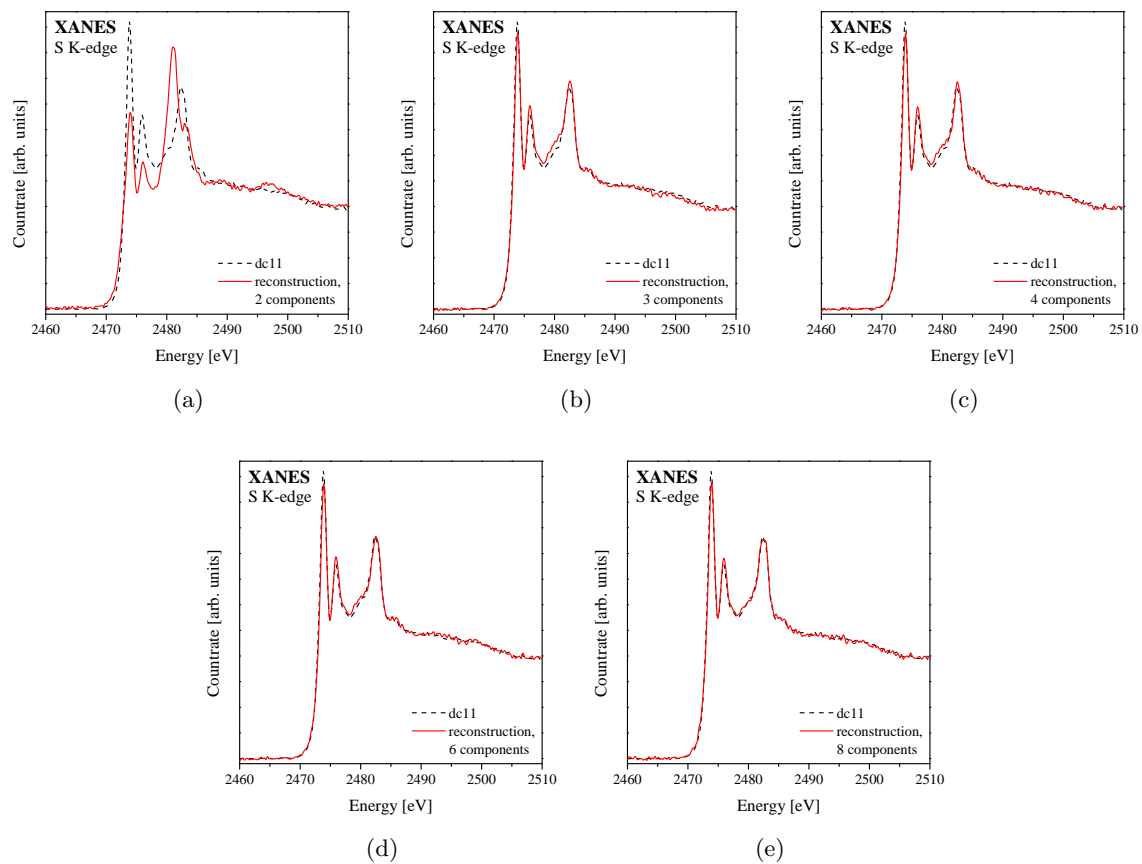 XANES
S K-edge
Countrate [arb. units]
dc11
reconstruction,
2 components
2460 2470 2480 2490 2500 2510
Energy [eV]
(a)
XANES
S K-edge
Countrate [arb. units]
dc11
reconstruction,
3 components
2460 2470 2480 2490 2500 2510
Energy [eV]
(b)
XANES
S K-edge
Countrate [arb. units]
dc11
reconstruction,
4 components
2460 2470 2480 2490 2500 2510
Energy [eV]
(c)
XANES
S K-edge
Countrate [arb. units]
dc11
reconstruction,
6 components
2460 2470 2480 2490 2500 2510
Energy [eV]
(d)
XANES
S K-edge
Countrate [arb. units]
dc11
reconstruction,
8 components
2460 2470 2480 2490 2500 2510
Energy [eV]
(e)